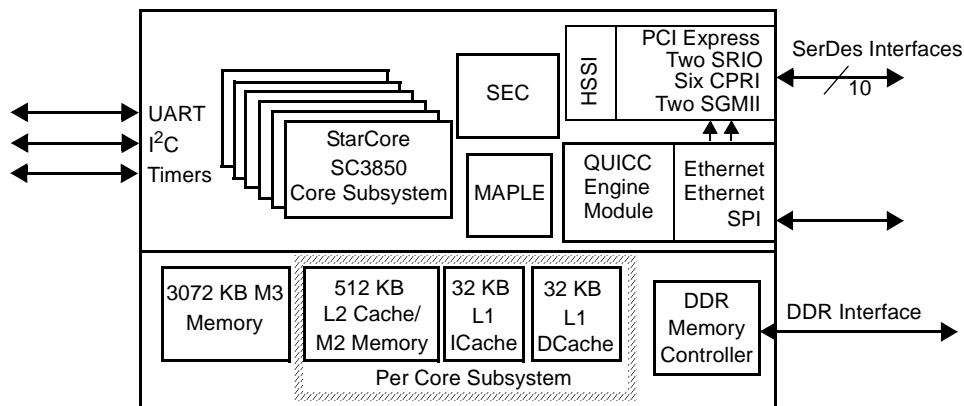 UART
I2C
Timers
StarCore
SC3850
Core Subsystem
SEC
MAPLE
HSSI
PCI Express
Two SRIO
Six CPRI
Two SGMII
SerDes Interfaces
10
QUICC
Engine
Module
Ethernet
Ethernet
SPI
3072 KB M3
Memory
512 KB
L2 Cache/
M2 Memory
32 KB
L1
ICache
32 KB
L1
DCache
Per Core Subsystem
DDR
Memory
Controller
DDR Interface